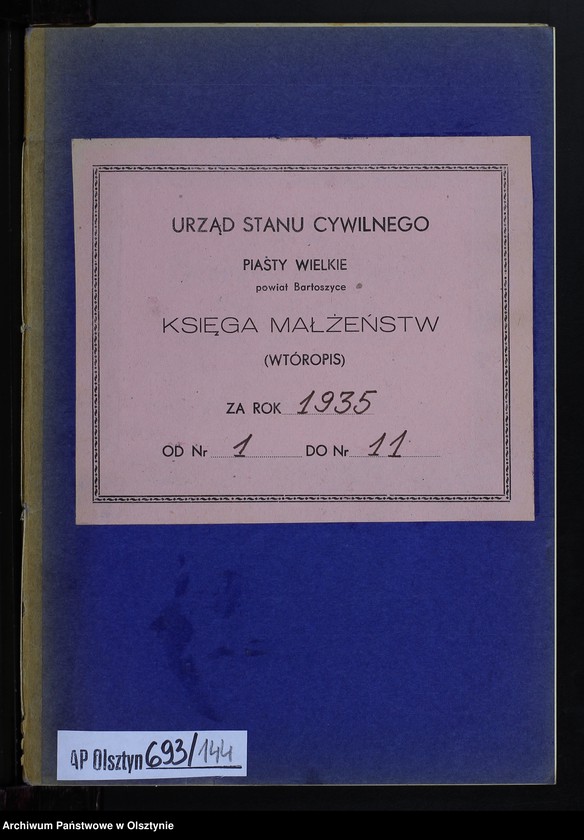 URZĄD STANU CYWILNEGO
PIASTY WIELKIE
powiat Bartoszyce
KSIĘGA MAŁŻEŃSTW
(WTÓROPIS)
ZA ROK 1935
OD Nr 1 DO Nr 11
AP Olsztyn 693/144
Archiwum Państwowe w Olsztynie